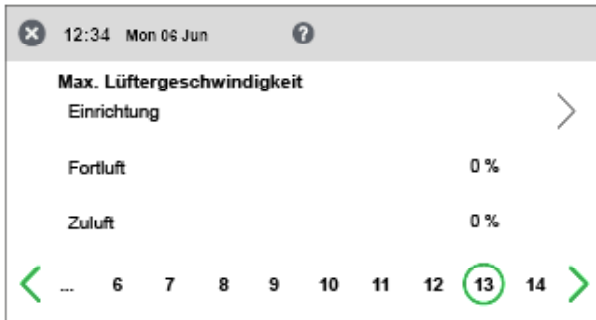 12:34 Mon 06 Jun ?
Max. Lüftergeschwindigkeit
Einrichtung
Fortluft 0 %
Zuluft 0 %
... 6 7 8 9 10 11 12 13 14